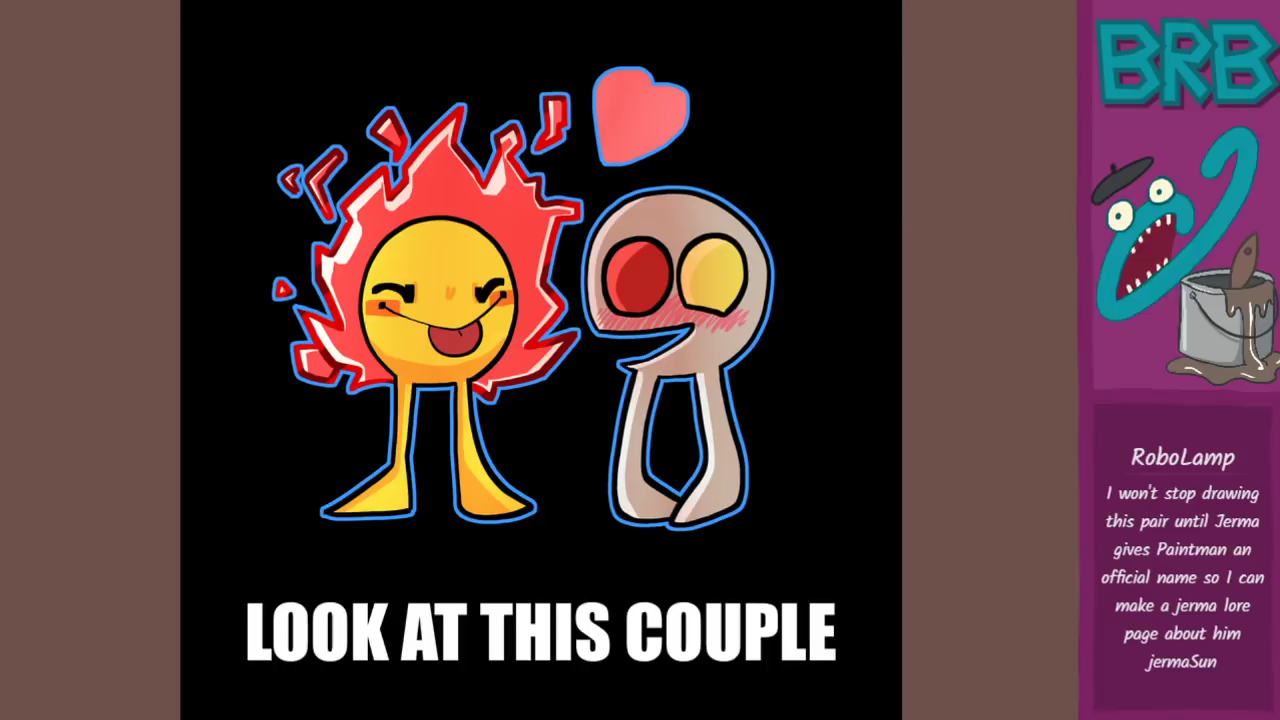 LOOK AT THIS COUPLE
BRB
RoboLamp
I won't stop drawing
this pair until Jerma
gives Paintman an
official name so I can
make a jerma lore
page about him
jermaSun